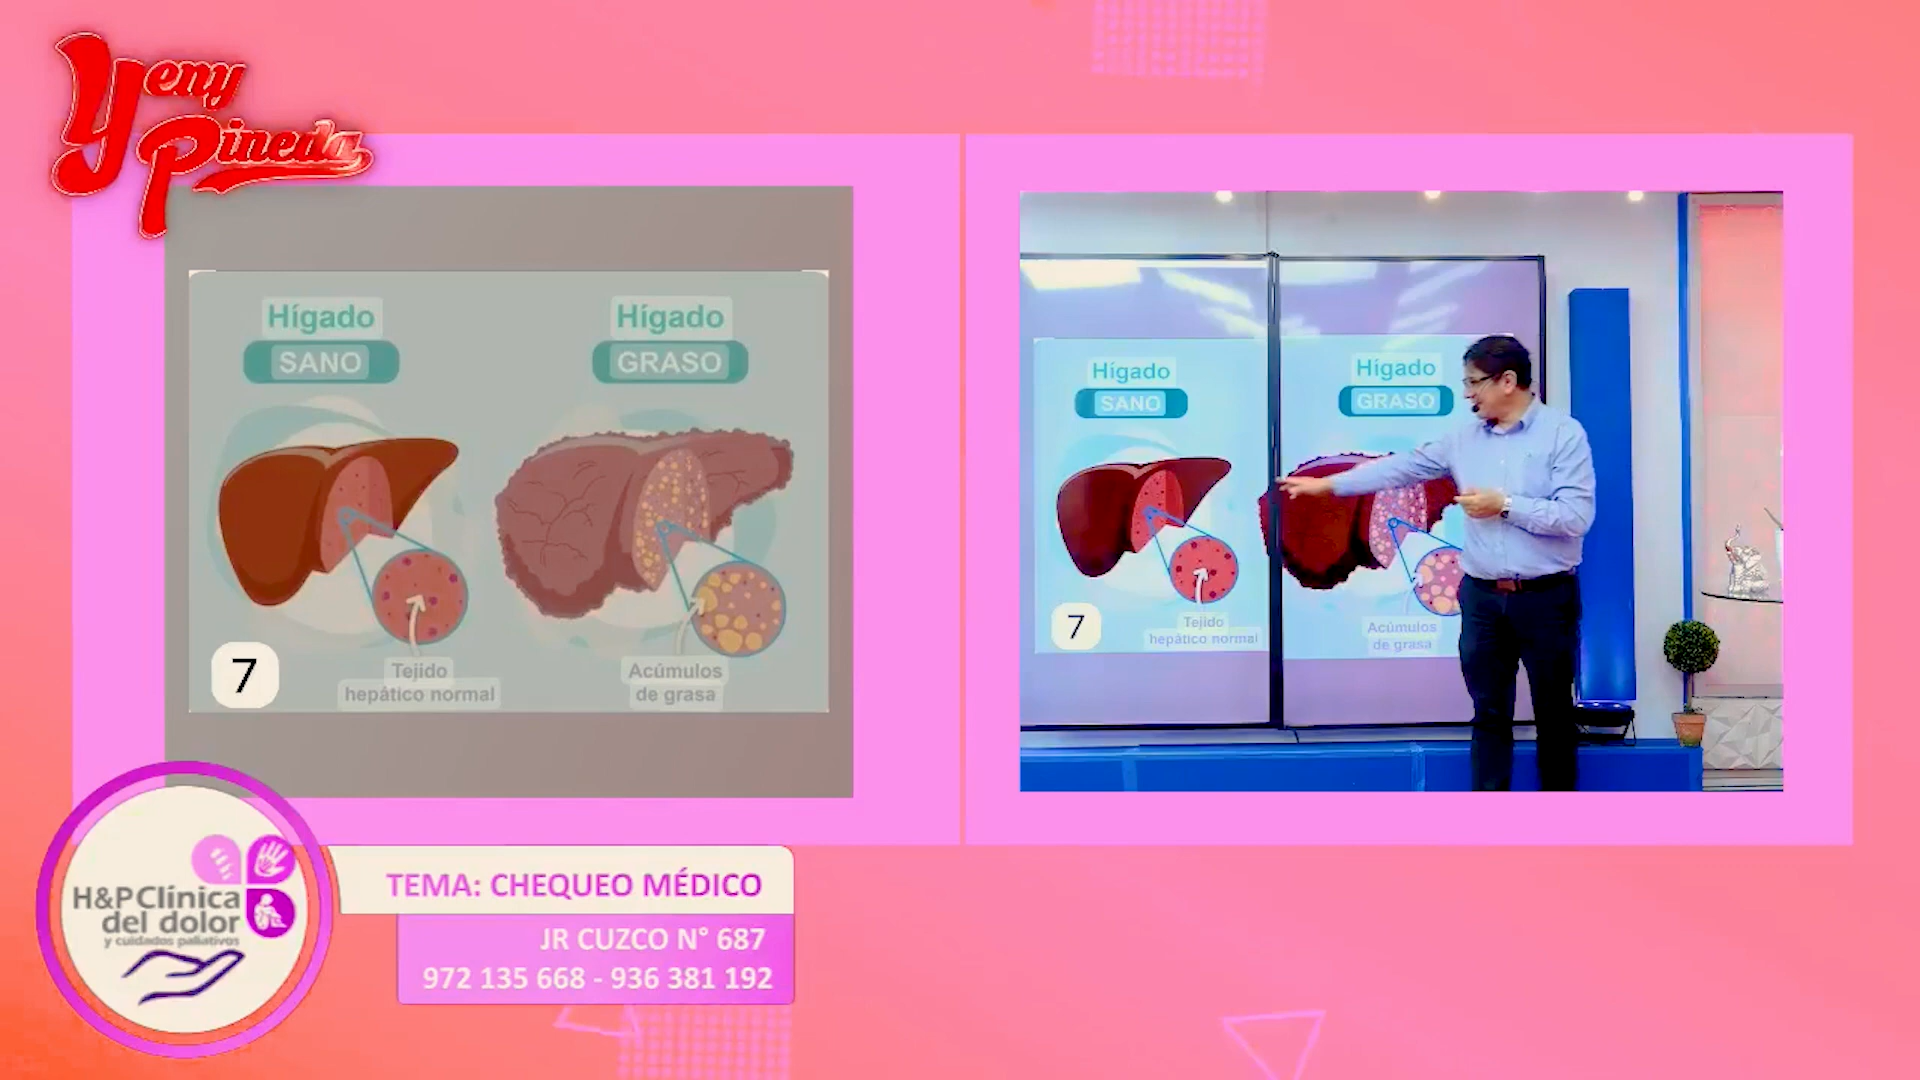 Yeny
Pineda
Hígado
SANO
Hígado
GRASO
Tejido
hepático normal
Acúmulos
de grasa
7
Hígado
SANO
Hígado
GRASO
Tejido
hepático normal
Acúmulos
de grasa
7
H&PClínica
del dolor
y cuidados paliativos
TEMA: CHEQUEO MÉDICO
JR CUZCO N° 687
972 135 668 - 936 381 192